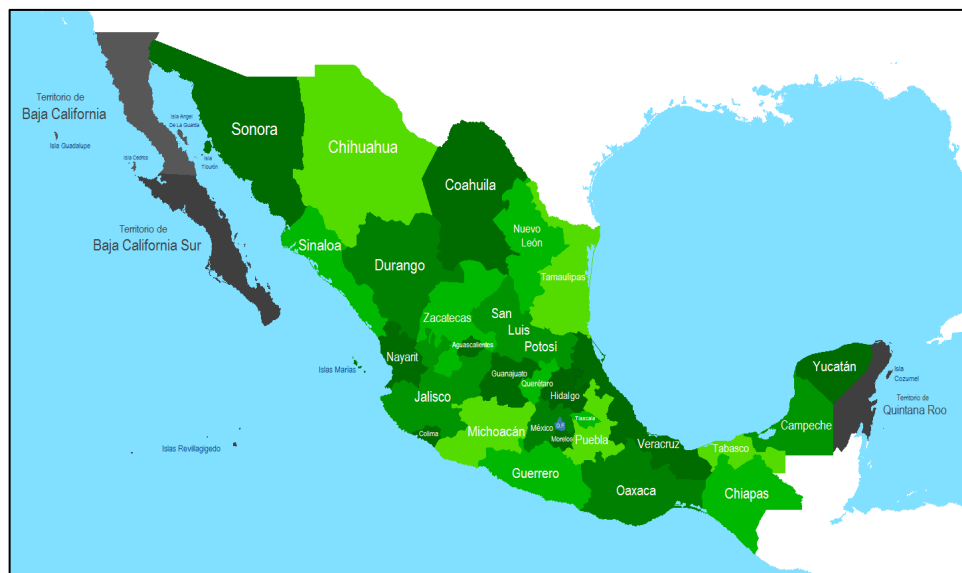 Territorio de
Baja California
Isla Angel
De La Guarda
Isla Guadalupe
Isla Cedros
Isla
Tiburón
Sonora
Chihuahua
Coahuila
Territorio de
Baja California Sur
Sinaloa
Nuevo
León
Durango
Tamaulipas
Zacatecas
San
Luis
Potosí
Aguascalientes
Nayarit
Islas Marías
Guanajuato
Querétaro
Hidalgo
Yucatán
Isla
Cozumel
Territorio de
Quintana Roo
Jalisco
Colima
Michoacán
México
D.F.
Tlaxcala
Morelos
Puebla
Veracruz
Campeche
Tabasco
Islas Revillagigedo
Guerrero
Oaxaca
Chiapas